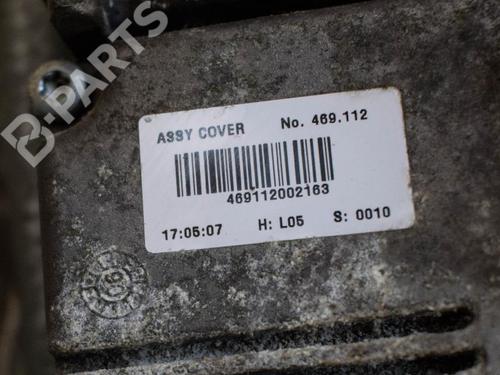 B-PARTS
ASSY COVER No. 469.112
469112002163
17:05:07 H: L05 S: 0010